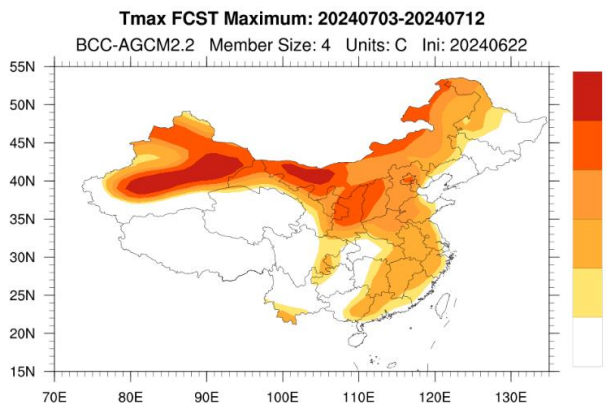 Tmax FCST Maximum: 20240703-20240712
BCC-AGCM2.2 Member Size: 4 Units: C Ini: 20240622
55N
50N
45N
40N
35N
30N
25N
20N
15N
70E 80E 90E 100E 110E 120E 130E